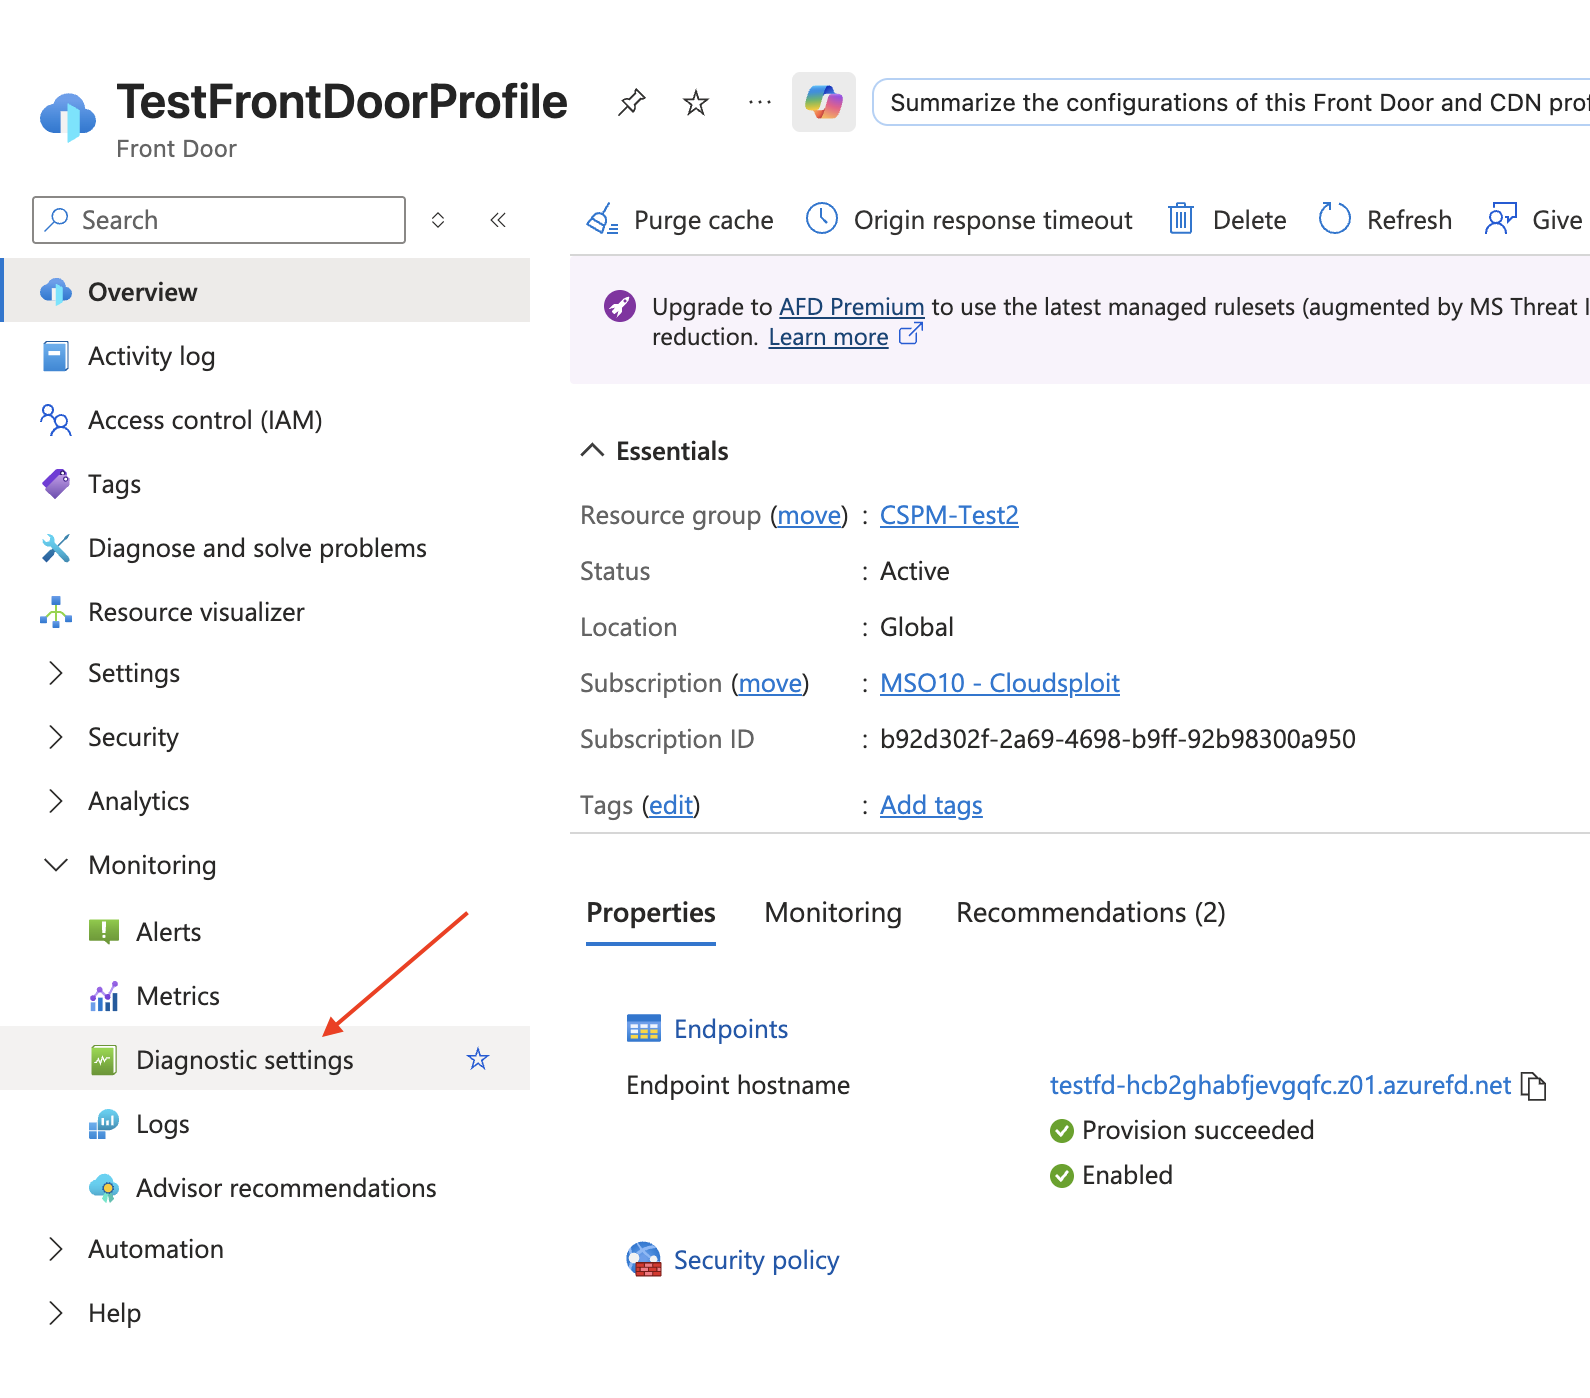 TestFrontDoorProfile
Front Door
Summarize the configurations of this Front Door and CDN
Search
Purge cache
Origin response timeout
Delete
Refresh
Give
Overview
Activity log
Access control (IAM)
Tags
Diagnose and solve problems
Resource visualizer
Settings
Security
Analytics
Monitoring
Alerts
Metrics
Diagnostic settings
Logs
Advisor recommendations
Automation
Help
Upgrade to AFD Premium to use the latest managed rulesets (augmented by MS Threat
reduction. Learn more
Essentials
Resource group (move) : CSPM-Test2
Status : Active
Location : Global
Subscription (move) : MSO10 - Cloudsploit
Subscription ID : b92d302f-2a69-4698-b9ff-92b98300a950
Tags (edit) : Add tags
Properties
Monitoring
Recommendations (2)
Endpoints
Endpoint hostname
testfd-hcb2ghabfjevgqfc.z01.azurefd.net
Provision succeeded
Enabled
Security policy